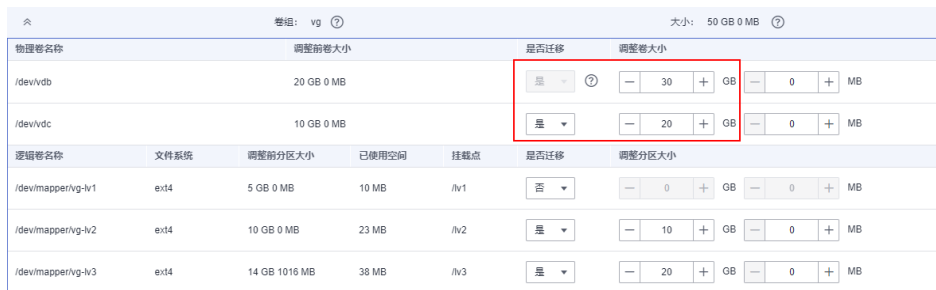 卷组： vg ? 大小： 50 GB 0 MB ?
物理卷名称 调整前卷大小 是否迁移 调整卷大小
/dev/vdb 20 GB 0 MB 是 ? — 30 + GB — 0 + MB
/dev/vdc 10 GB 0 MB 是 — 20 + GB — 0 + MB
逻辑卷名称 文件系统 调整前分区大小 已使用空间 挂载点 是否迁移 调整分区大小
/dev/mapper/vg-lv1 ext4 5 GB 0 MB 10 MB /lv1 否 — 0 + GB — 0 + MB
/dev/mapper/vg-lv2 ext4 10 GB 0 MB 23 MB /lv2 是 — 10 + GB — 0 + MB
/dev/mapper/vg-lv3 ext4 14 GB 1016 MB 38 MB /lv3 是 — 20 + GB — 0 + MB